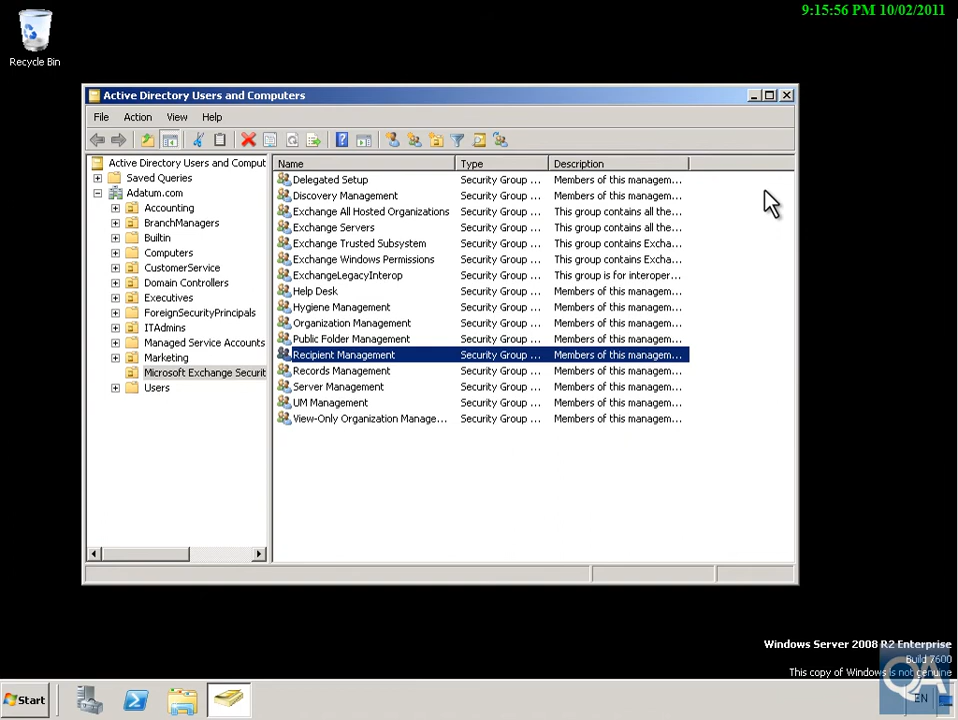 9:15:56 PM 10/02/2011
Recycle Bin
Active Directory Users and Computers
File Action View Help
Active Directory Users and Comput
Saved Queries
Adatum.com
Accounting
BranchManagers
Builtin
Computers
CustomerService
Domain Controllers
Executives
ForeignSecurityPrincipals
ITAdmins
Managed Service Accounts
Marketing
Microsoft Exchange Securit
Users
Name Type Description
Delegated Setup Security Group ... Members of this managem...
Discovery Management Security Group ... Members of this managem...
Exchange All Hosted Organizations Security Group ... This group contains all the...
Exchange Servers Security Group ... This group contains all the...
Exchange Trusted Subsystem Security Group ... This group contains Excha...
Exchange Windows Permissions Security Group ... This group contains Excha...
ExchangeLegacyInterop Security Group ... This group is for interoper...
Help Desk Security Group ... Members of this managem...
Hygiene Management Security Group ... Members of this managem...
Organization Management Security Group ... Members of this managem...
Public Folder Management Security Group ... Members of this managem...
Recipient Management Security Group ... Members of this managem...
Records Management Security Group ... Members of this managem...
Server Management Security Group ... Members of this managem...
UM Management Security Group ... Members of this managem...
View-Only Organization Manage... Security Group ... Members of this managem...
Windows Server 2008 R2 Enterprise
Build 7600
This copy of Windows is not genuine
QA
Start
EN